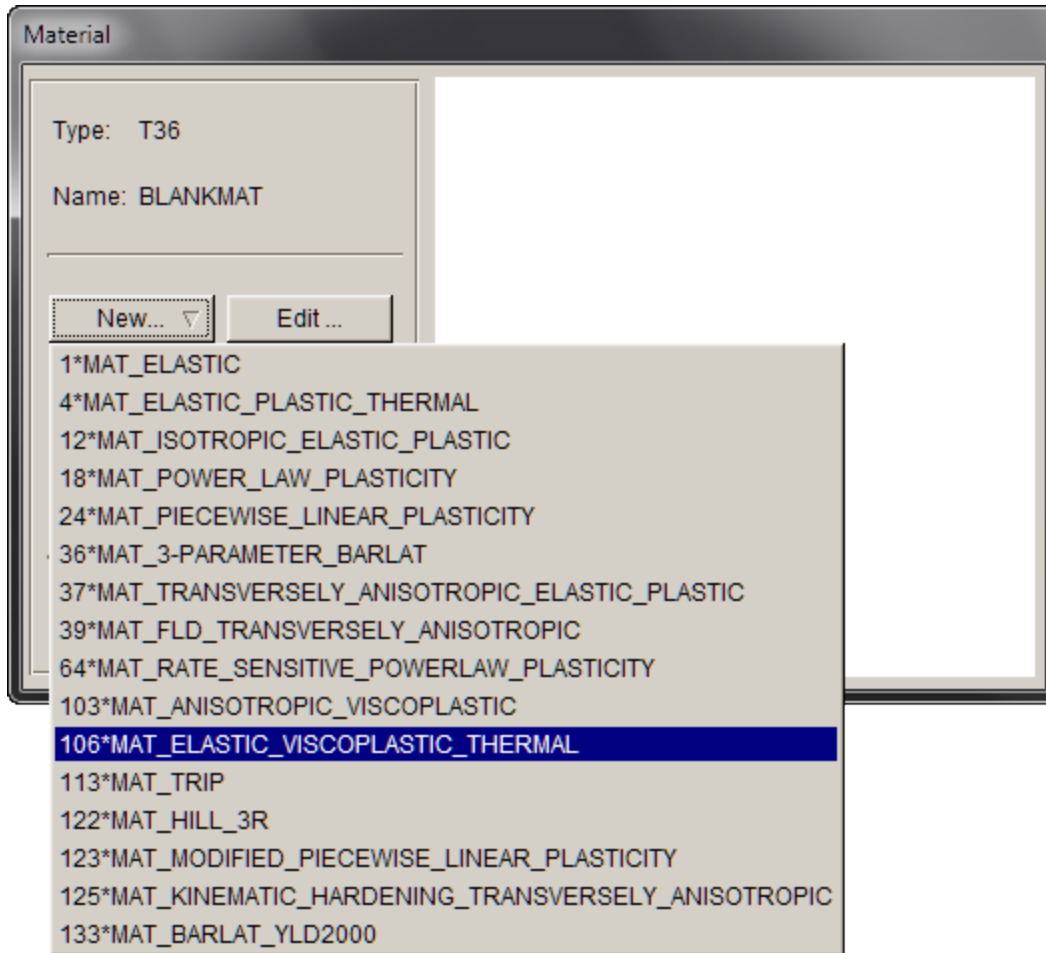 Material
Type: T36
Name: BLANKMAT
New... Edit ...
1*MAT_ELASTIC
4*MAT_ELASTIC_PLASTIC_THERMAL
12*MAT_ISOTROPIC_ELASTIC_PLASTIC
18*MAT_POWER_LAW_PLASTICITY
24*MAT_PIECEWISE_LINEAR_PLASTICITY
36*MAT_3-PARAMETER_BARLAT
37*MAT_TRANSVERSELY_ANISOTROPIC_ELASTIC_PLASTIC
39*MAT_FLD_TRANSVERSELY_ANISOTROPIC
64*MAT_RATE_SENSITIVE_POWERLAW_PLASTICITY
103*MAT_ANISOTROPIC_VISCOPLASTIC
106*MAT_ELASTIC_VISCOPLASTIC_THERMAL
113*MAT_TRIP
122*MAT_HILL_3R
123*MAT_MODIFIED_PIECEWISE_LINEAR_PLASTICITY
125*MAT_KINEMATIC_HARDENING_TRANSVERSELY_ANISOTROPIC
133*MAT_BARLAT_YLD2000